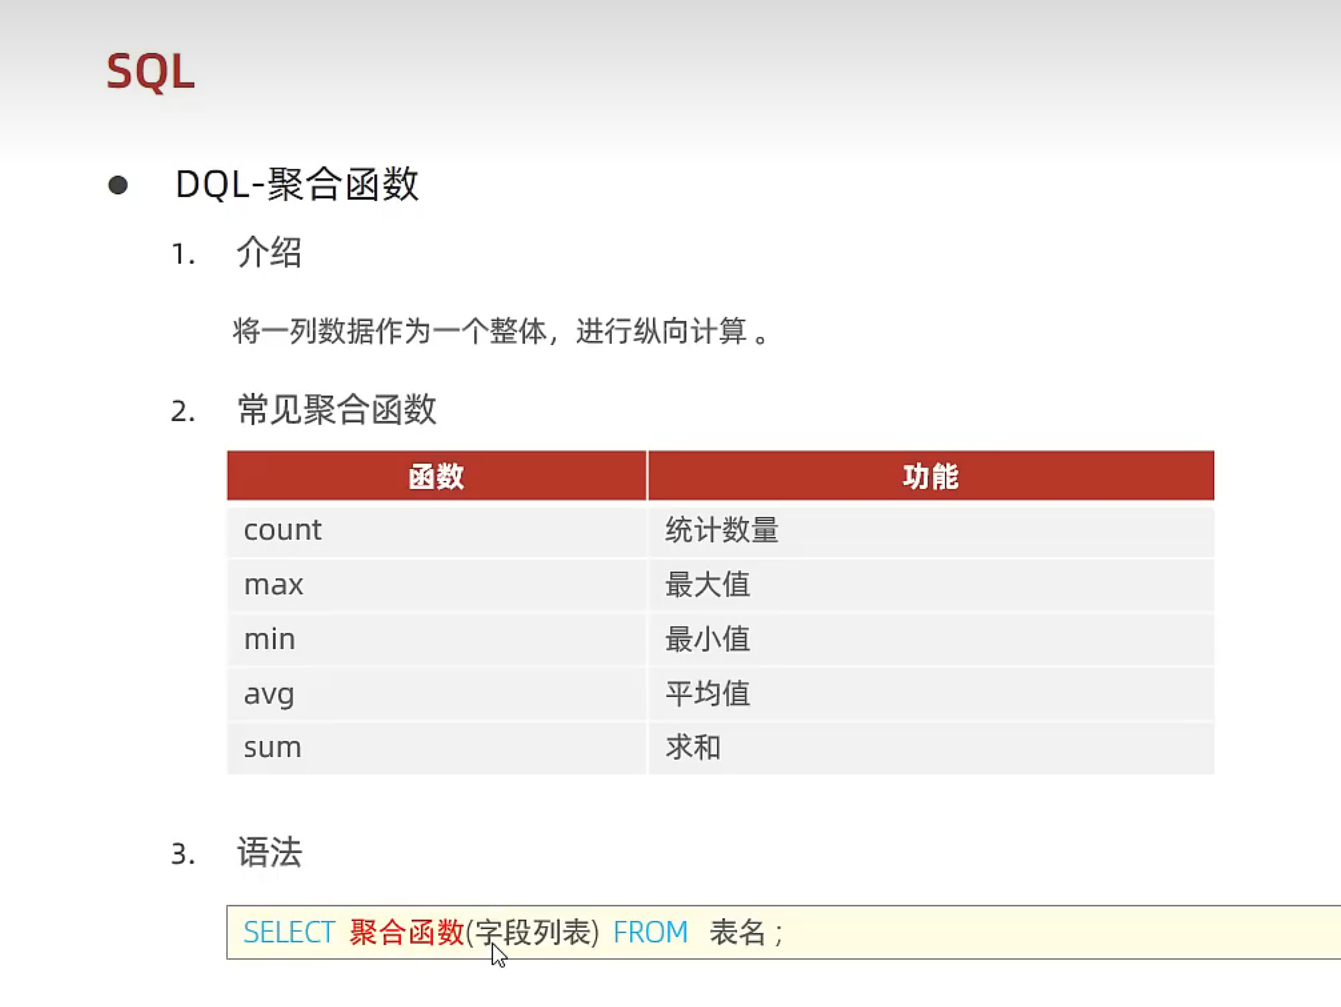 SQL
DQL-聚合函数
1. 介绍
将一列数据作为一个整体，进行纵向计算 。
2. 常见聚合函数
函数 功能
count 统计数量
max 最大值
min 最小值
avg 平均值
sum 求和
3. 语法
SELECT 聚合函数(字段列表) FROM 表名 ;